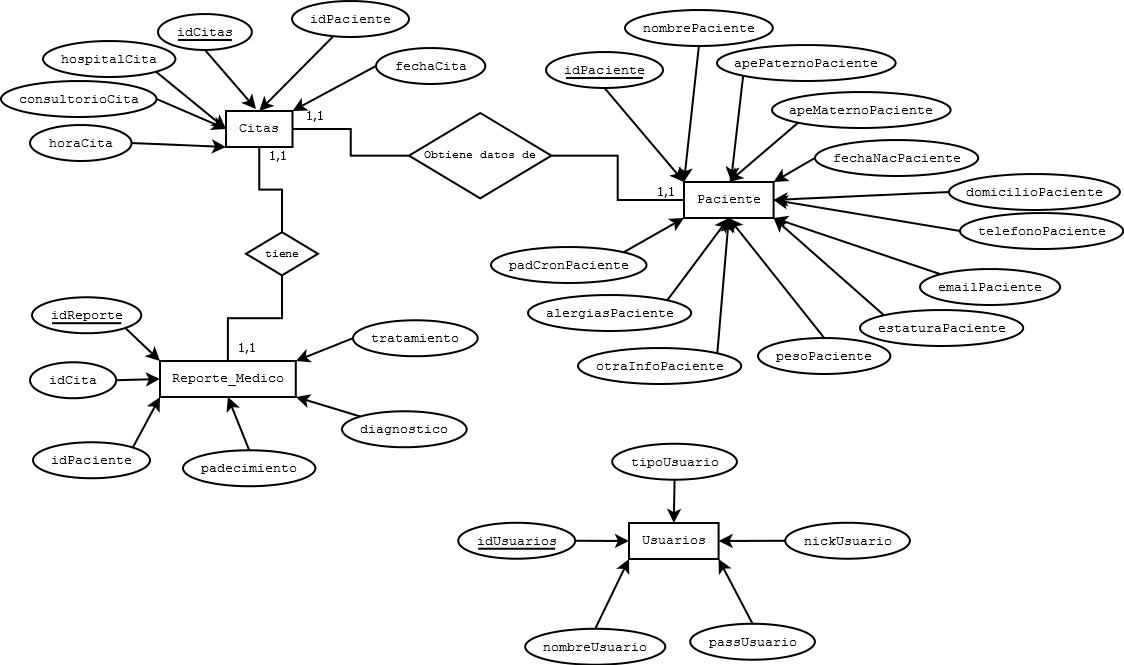 idCitas
idPaciente
hospitalCita
fechaCita
consultorioCita
horaCita
Citas
1,1
1,1
Obtiene datos de
1,1
nombrePaciente
idPaciente
apePaternoPaciente
apeMaternoPaciente
fechaNacPaciente
domicilioPaciente
Paciente
telefonoPaciente
padCronPaciente
emailPaciente
alergiasPaciente
estaturaPaciente
otraInfoPaciente
pesoPaciente
tiene
1,1
idReporte
tratamiento
idCita
Reporte_Medico
diagnostico
idPaciente
padecimiento
tipoUsuario
idUsuarios
Usuarios
nickUsuario
nombreUsuario
passUsuario